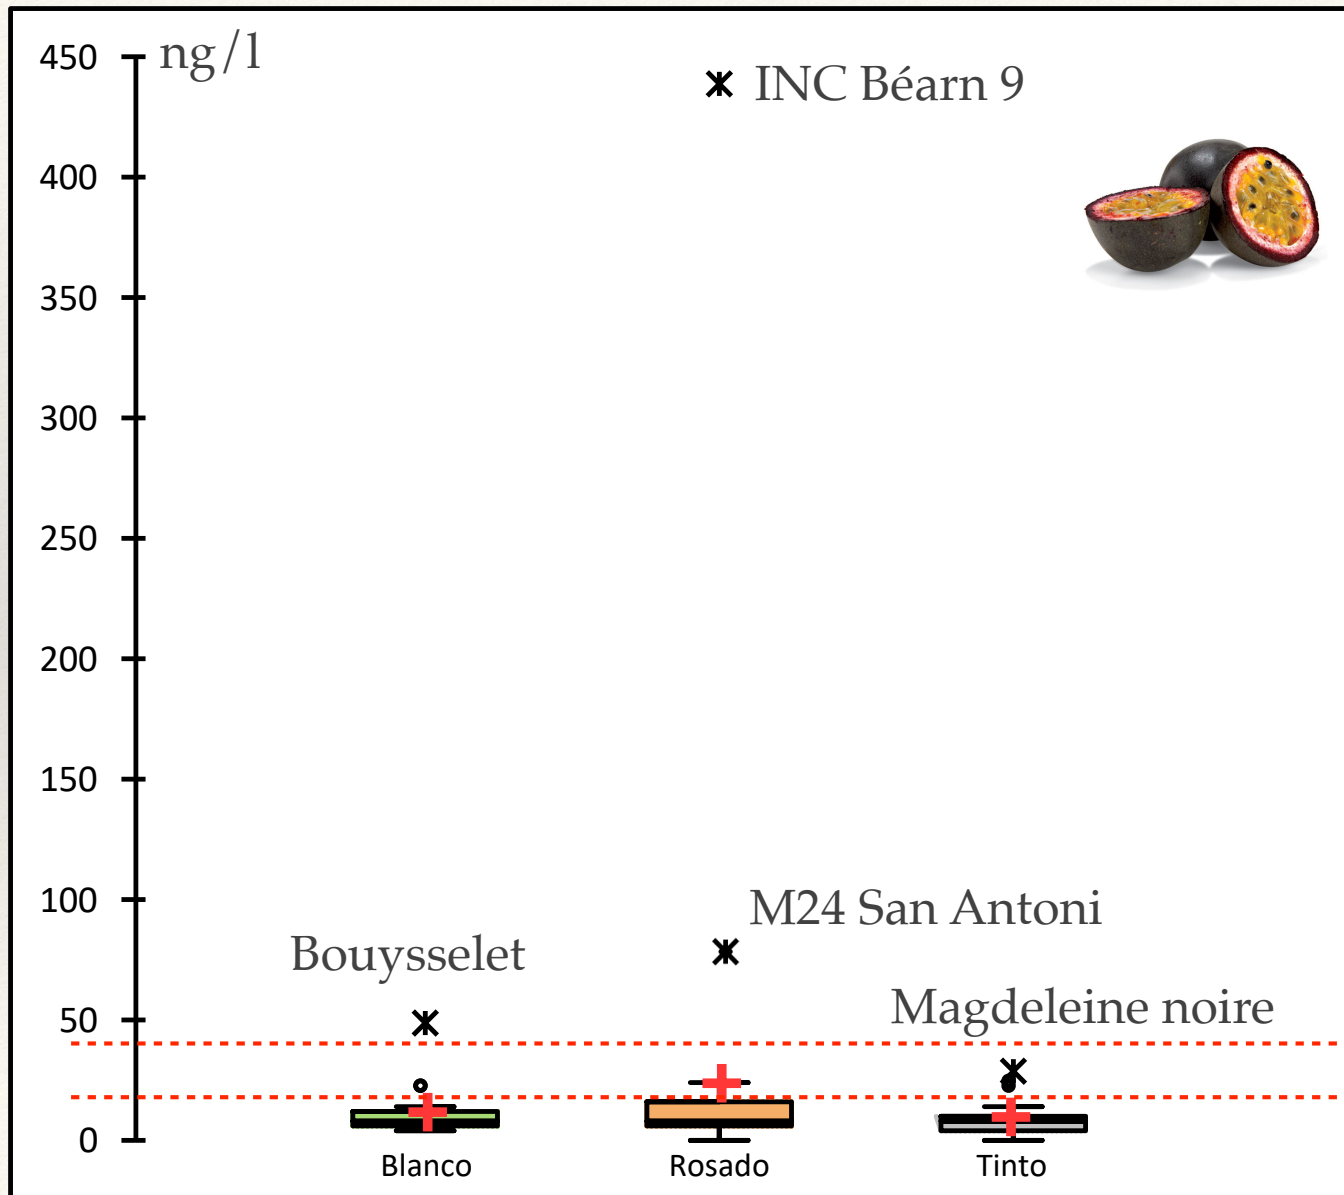 450 ng/l
INC Béarn 9
400
350
300
250
200
150
100
M24 San Antoni
Bouysselet
50
Magdeleine noire
0
Blanco Rosado Tinto